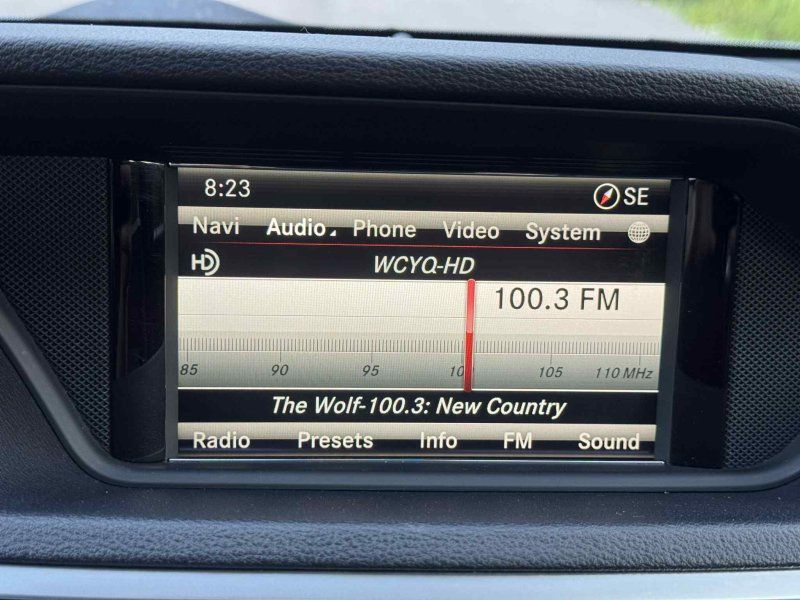 8:23 SE
Navi Audio Phone Video System
HD WCYQ-HD
100.3 FM
85 90 95 100 105 110 MHz
The Wolf-100.3: New Country
Radio Presets Info FM Sound